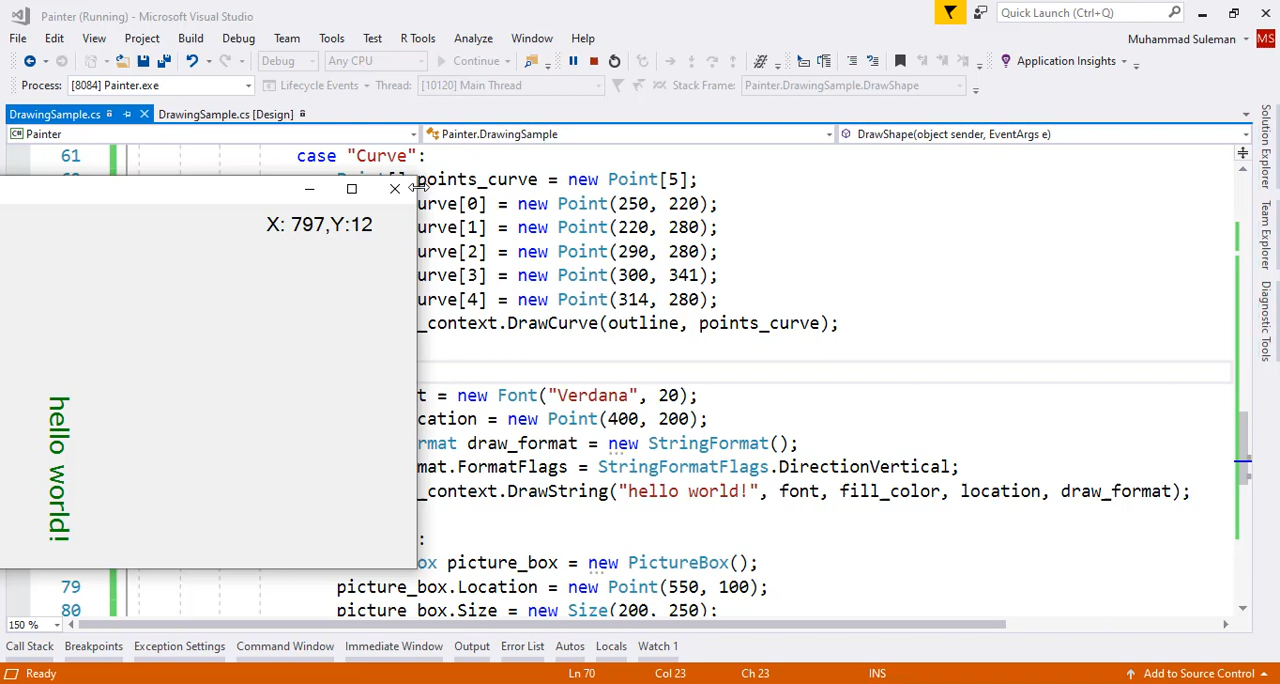 Painter (Running) - Microsoft Visual Studio
Quick Launch (Ctrl+Q)
File Edit View Project Build Debug Team Tools Test R Tools Analyze Window Help
Muhammad Suleman MS
Debug Any CPU Continue Application Insights
Process: [8084] Painter.exe Lifecycle Events Thread: [10120] Main Thread Stack Frame: Painter.DrawingSample.DrawShape
DrawingSample.cs DrawingSample.cs [Design]
Painter Painter.DrawingSample DrawShape(object sender, EventArgs e)
61 case "Curve":
points_curve = new Point[5];
urve[0] = new Point(250, 220);
X: 797,Y:12 urve[1] = new Point(220, 280);
urve[2] = new Point(290, 280);
urve[3] = new Point(300, 341);
urve[4] = new Point(314, 280);
_context.DrawCurve(outline, points_curve);
t = new Font("Verdana", 20);
ocation = new Point(400, 200);
rmat draw_format = new StringFormat();
mat.FormatFlags = StringFormatFlags.DirectionVertical;
_context.DrawString("hello world!", font, fill_color, location, draw_format);
hello world!
:
ox picture_box = new PictureBox();
79 picture_box.Location = new Point(550, 100);
80 picture_box.Size = new Size(200, 250);
150 %
Call Stack Breakpoints Exception Settings Command Window Immediate Window Output Error List Autos Locals Watch 1
Ready Ln 70 Col 23 Ch 23 INS Add to Source Control
Solution Explorer
Team Explorer
Diagnostic Tools